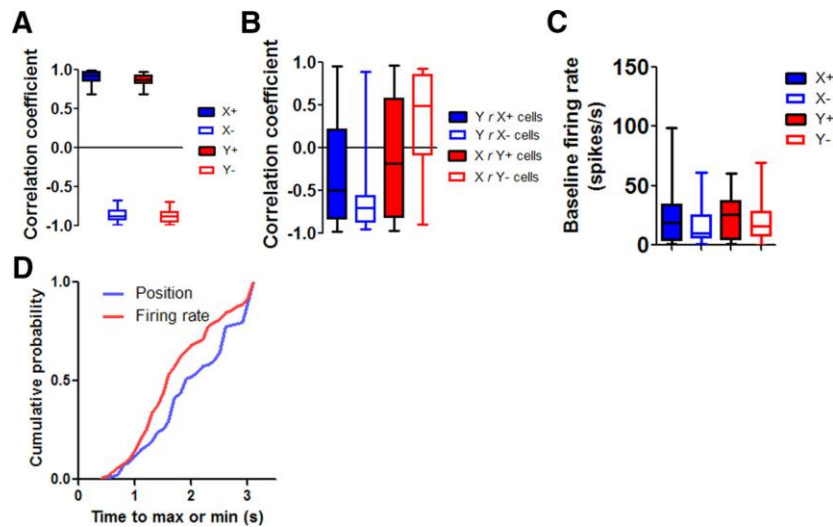 A
Correlation coefficient
1.0
0.5
0.0
-0.5
-1.0
X+
X-
Y+
Y-
B
Correlation coefficient
1.0
0.5
0.0
-0.5
-1.0
Y r X+ cells
Y r X- cells
X r Y+ cells
X r Y- cells
C
Baseline firing rate
(spikes/s)
150
100
50
0
X+
X-
Y+
Y-
D
Cumulative probability
1.0
0.5
0.0
Position
Firing rate
0 1 2 3
Time to max or min (s)